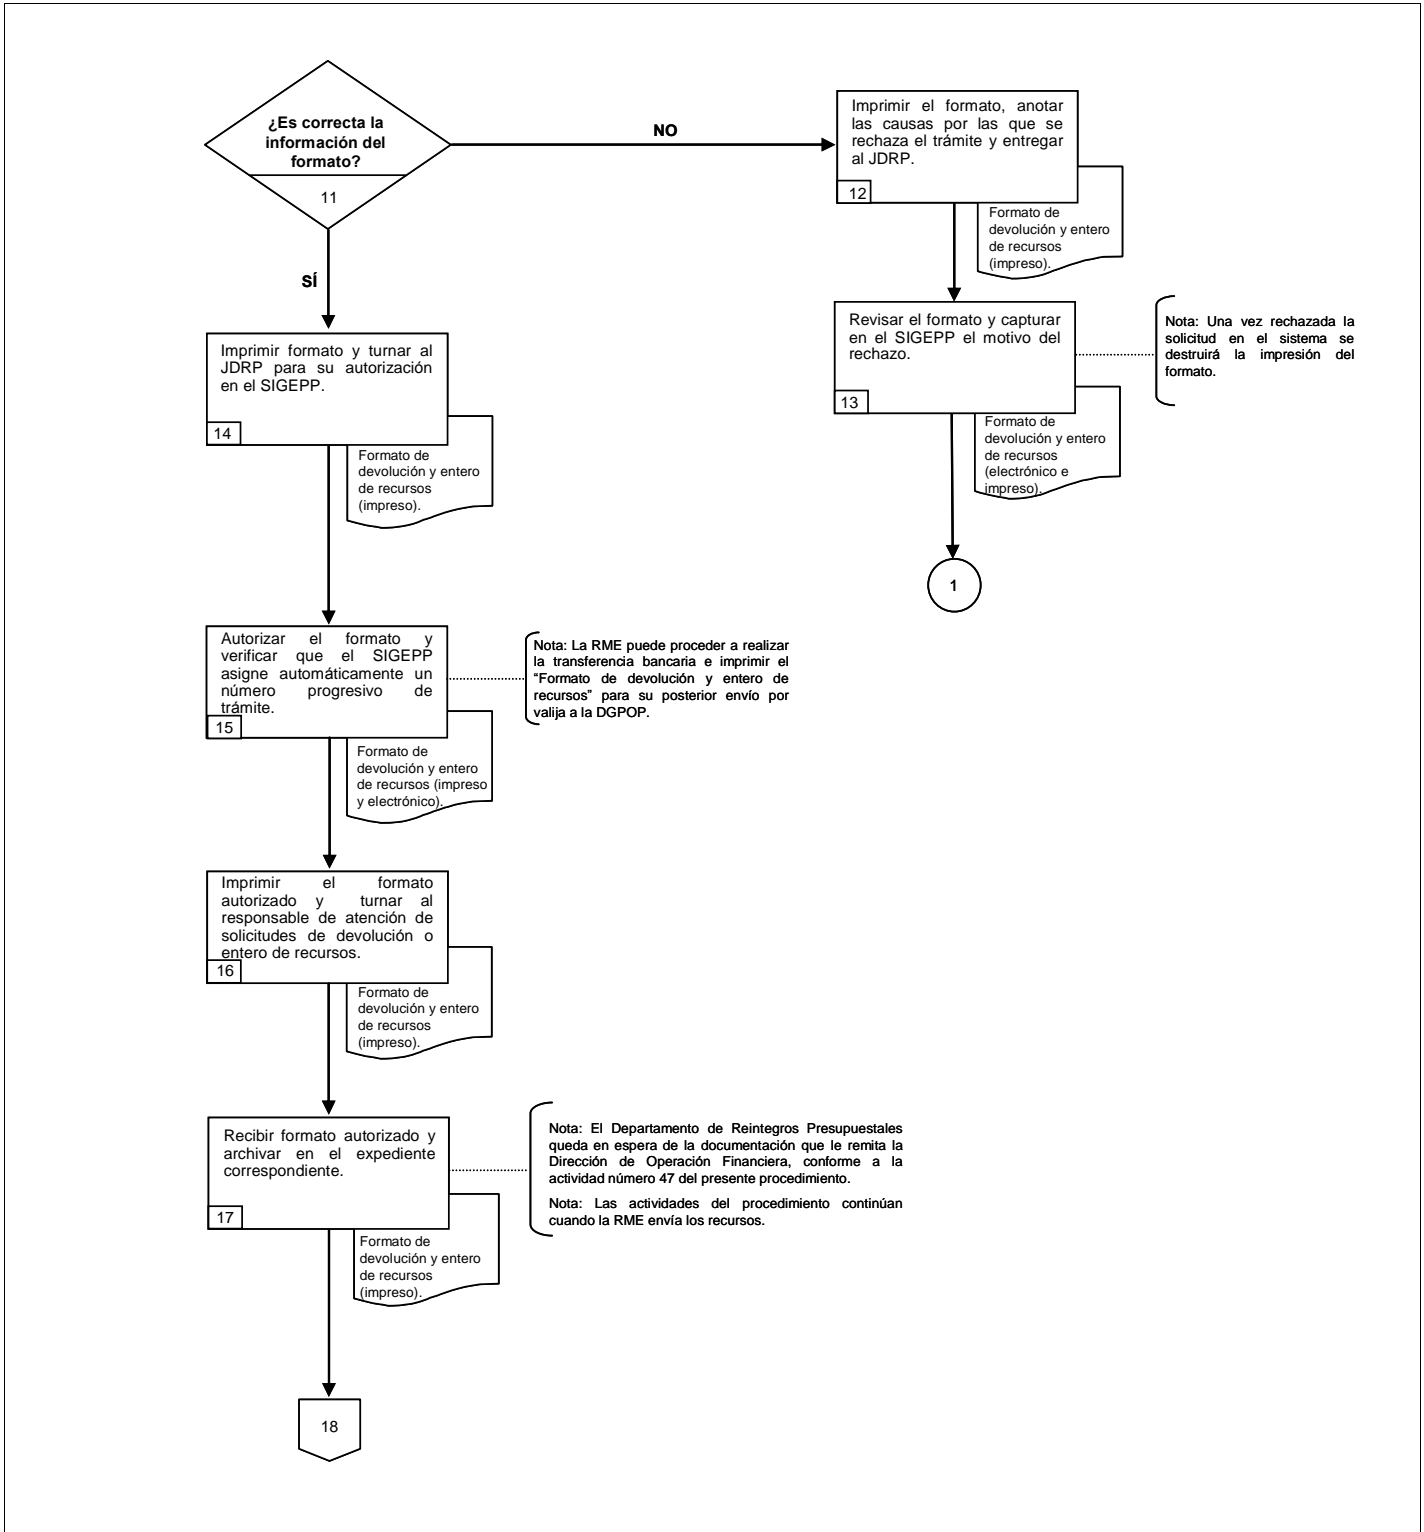 ¿Es correcta la
información del
formato?
11
NO
SÍ
Imprimir el formato, anotar
las causas por las que se
rechaza el trámite y entregar
al JDRP.
12
Formato de
devolución y entero
de recursos
(impreso).
Revisar el formato y capturar
en el SIGEPP el motivo del
rechazo.
13
Formato de
devolución y entero
de recursos
(electrónico e
impreso).
Nota: Una vez rechazada la
solicitud en el sistema se
destruirá la impresión del
formato.
1
Imprimir formato y turnar al
JDRP para su autorización
en el SIGEPP.
14
Formato de
devolución y entero
de recursos
(impreso).
Autorizar el formato y
verificar que el SIGEPP
asigne automáticamente un
número progresivo de
trámite.
15
Formato de
devolución y entero
de recursos (impreso
y electrónico).
Nota: La RME puede proceder a realizar
la transferencia bancaria e imprimir el
“Formato de devolución y entero de
recursos” para su posterior envío por
valija a la DGPOP.
Imprimir el formato
autorizado y turnar al
responsable de atención de
solicitudes de devolución o
entero de recursos.
16
Formato de
devolución y entero
de recursos
(impreso).
Recibir formato autorizado y
archivar en el expediente
correspondiente.
17
Formato de
devolución y entero
de recursos
(impreso).
Nota: El Departamento de Reintegros Presupuestales
queda en espera de la documentación que le remita la
Dirección de Operación Financiera, conforme a la
actividad número 47 del presente procedimiento.
Nota: Las actividades del procedimiento continúan
cuando la RME envía los recursos.
18